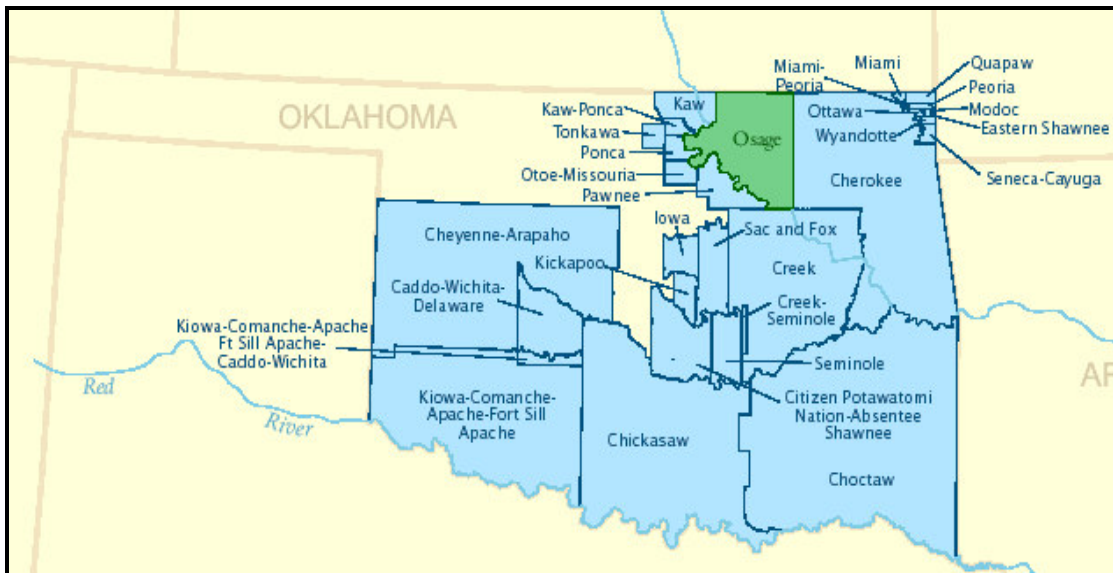 OKLAHOMA
Miami-
Peoria
Miami
Quapaw
Peoria
Ottawa
Modoc
Wyandotte
Eastern Shawnee
Seneca-Cayuga
Kaw-Ponca
Kaw
Tonkawa
Ponca
Osage
Otoe-Missouria
Pawnee
Cherokee
Cheyenne-Arapaho
Iowa
Sac and Fox
Kickapoo
Creek
Caddo-Wichita-
Delaware
Creek-
Seminole
Kiowa-Comanche-Apache
Ft Sill Apache-
Caddo-Wichita
Seminole
Red
River
Kiowa-Comanche-
Apache-Fort Sill
Apache
Chickasaw
Citizen Potawatomi
Nation-Absentee
Shawnee
Choctaw
AR